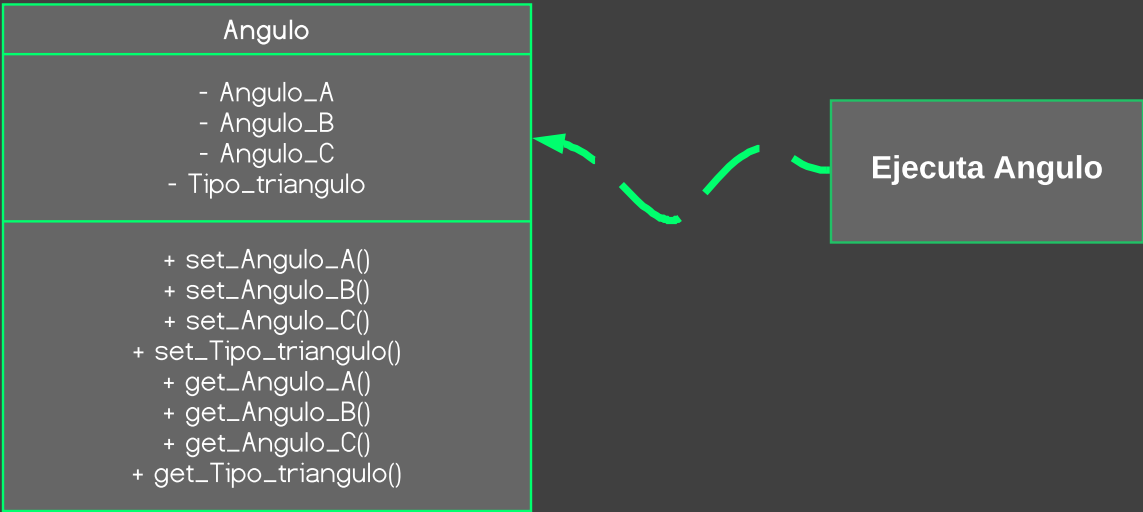 Angulo
- Angulo_A
- Angulo_B
- Angulo_C
- Tipo_triangulo
+ set_Angulo_A()
+ set_Angulo_B()
+ set_Angulo_C()
+ set_Tipo_triangulo()
+ get_Angulo_A()
+ get_Angulo_B()
+ get_Angulo_C()
+ get_Tipo_triangulo()
Ejecuta Angulo